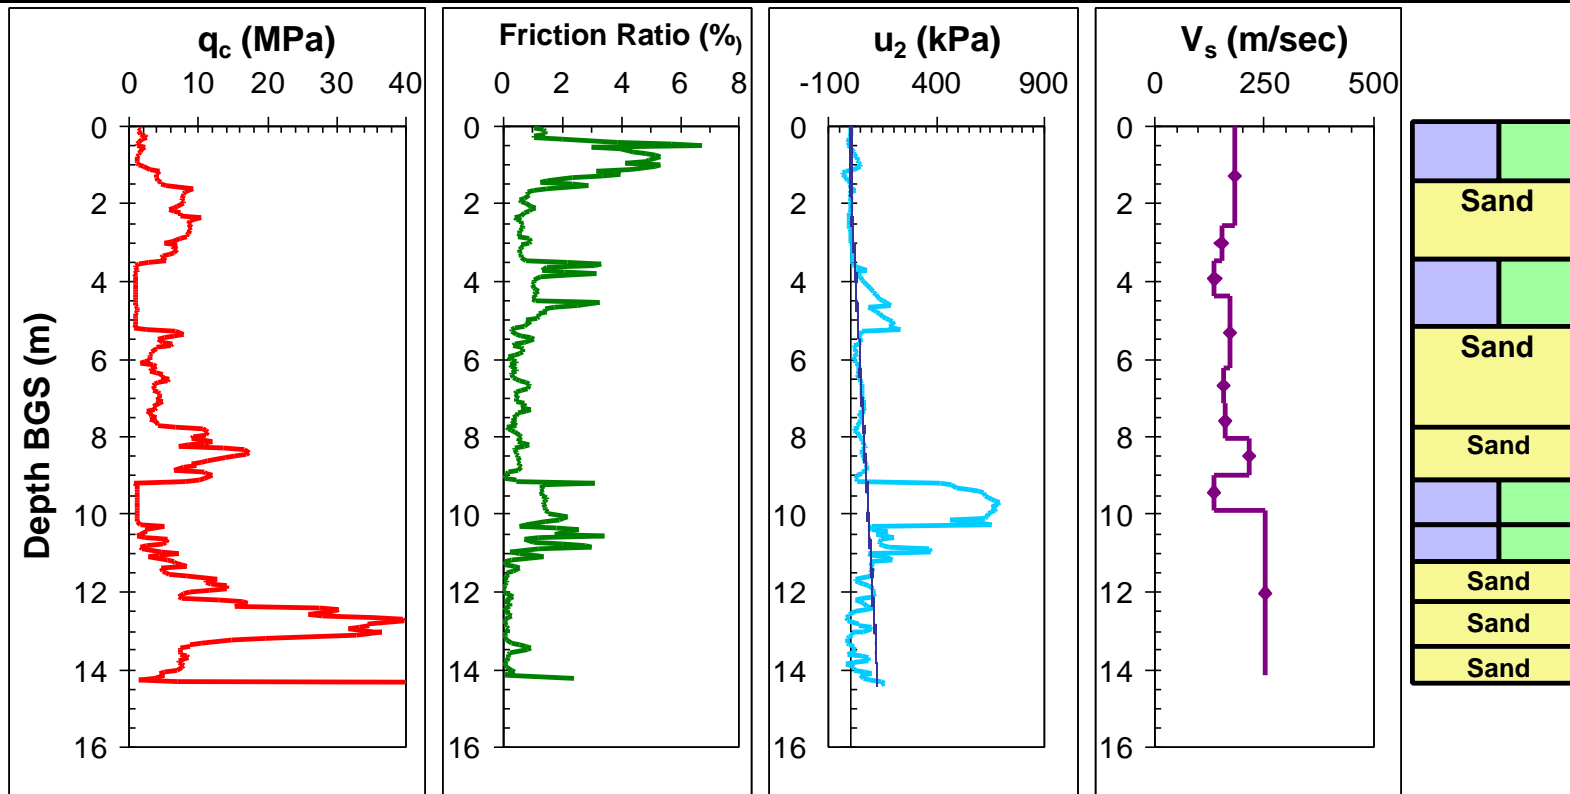 qc (MPa)
Friction Ratio (%)
u2 (kPa)
Vs (m/sec)
0 10 20 30 40
0 2 4 6 8
-100 400 900
0 250 500
Depth BGS (m)
0 0 0 0
2 2 2 2
4 4 4 4
6 6 6 6
8 8 8 8
10 10 10 10
12 12 12 12
14 14 14 14
16 16 16 16
Sand
Sand
Sand
Sand
Sand
Sand